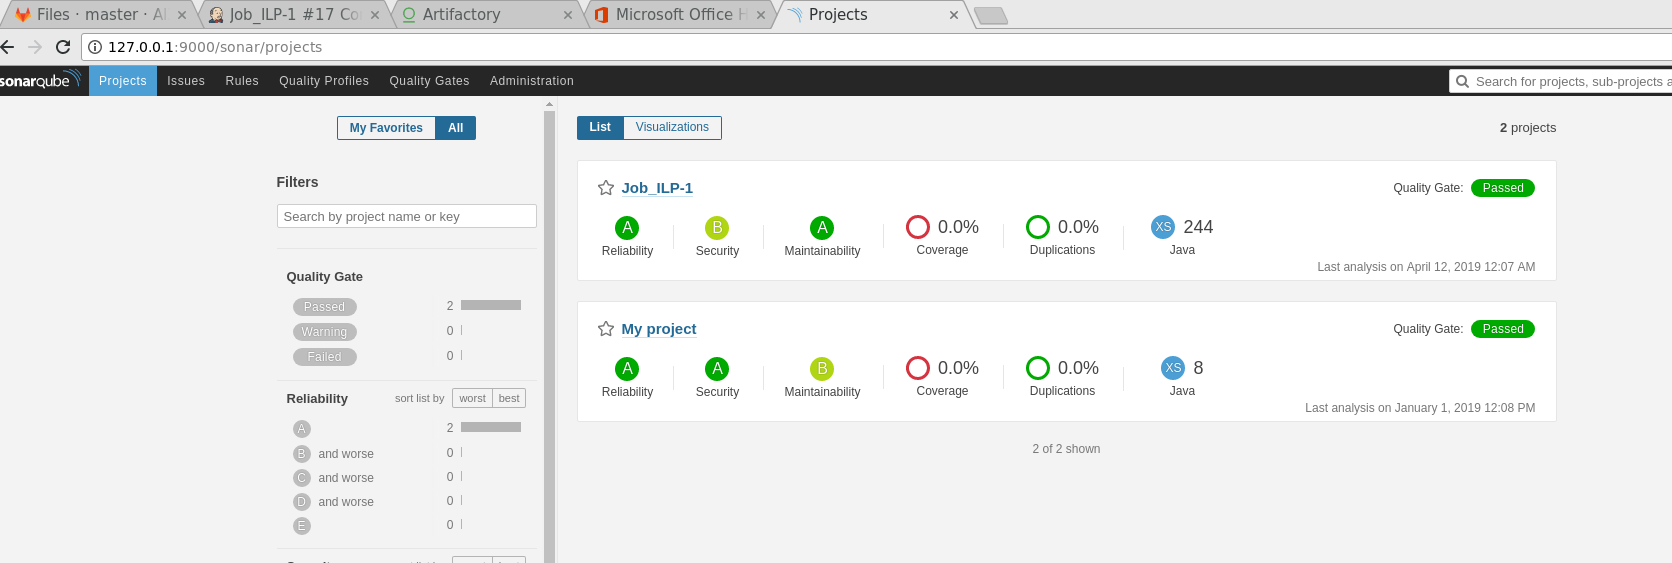 Files · master · Al
Job_ILP-1 #17 Co
Artifactory
Microsoft Office H
Projects
127.0.0.1:9000/sonar/projects
sonarqube Projects Issues Rules Quality Profiles Quality Gates Administration
Search for projects, sub-projects a
My Favorites All
List Visualizations
2 projects
Filters
Search by project name or key
Quality Gate
Passed 2
Warning 0
Failed 0
Reliability sort list by worst best
A 2
B and worse 0
C and worse 0
D and worse 0
E 0
Job_ILP-1 Quality Gate: Passed
A B A 0.0% 0.0% XS 244
Reliability Security Maintainability Coverage Duplications Java
Last analysis on April 12, 2019 12:07 AM
My project Quality Gate: Passed
A A B 0.0% 0.0% XS 8
Reliability Security Maintainability Coverage Duplications Java
Last analysis on January 1, 2019 12:08 PM
2 of 2 shown